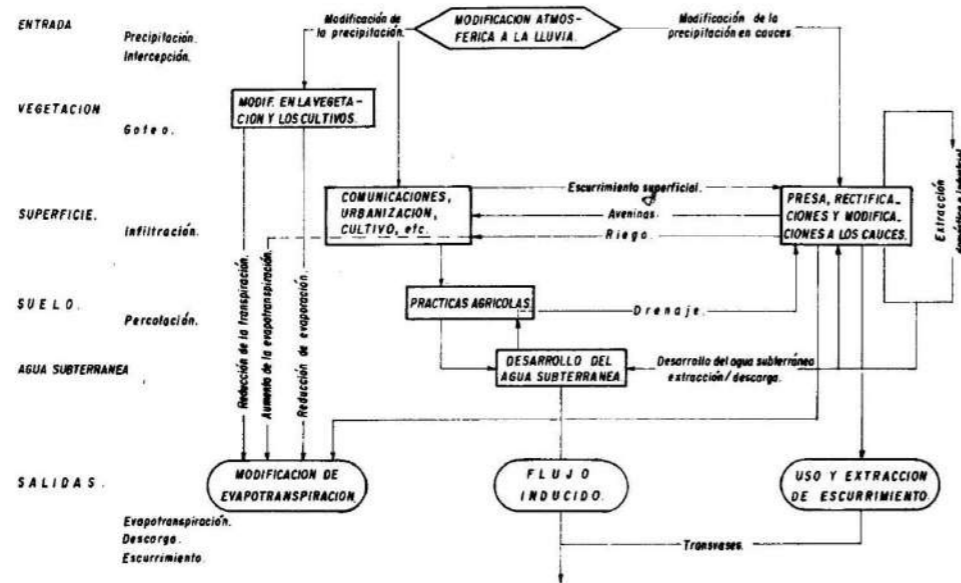 ENTRADA
Precipitación.
Intercepción.
Modificación de
la precipitación.
MODIFICACION ATMOS-
FERICA A LA LLUVIA.
Modificación de la
precipitación en cauces.
VEGETACION
Goteo.
MODIF. EN LA VEGETA-
CION Y LOS CULTIVOS.
SUPERFICIE.
Infiltración.
COMUNICACIONES,
URBANIZACION,
CULTIVO, etc.
Escurrimiento superficial.
Aveninas.
Riego.
PRESA, RECTIFICA-
CIONES Y MODIFICA-
CIONES A LOS CAUCES.
Extracción
doméstica e industrial
SUELO.
Percolación.
PRACTICAS AGRICOLAS.
Drenaje.
Reducción de la transpiración.
Aumento de la evapotranspiración.
Reducción de evaporación.
AGUA SUBTERRANEA
DESARROLLO DEL
AGUA SUBTERRANEA
Desarrollo del agua subterránea
extracción/descarga.
SALIDAS.
MODIFICACION DE
EVAPOTRANSPIRACION.
FLUJO
INDUCIDO.
USO Y EXTRACCION
DE ESCURRIMIENTO.
Evapotranspiración.
Descarga.
Escurrimiento.
Transvases.